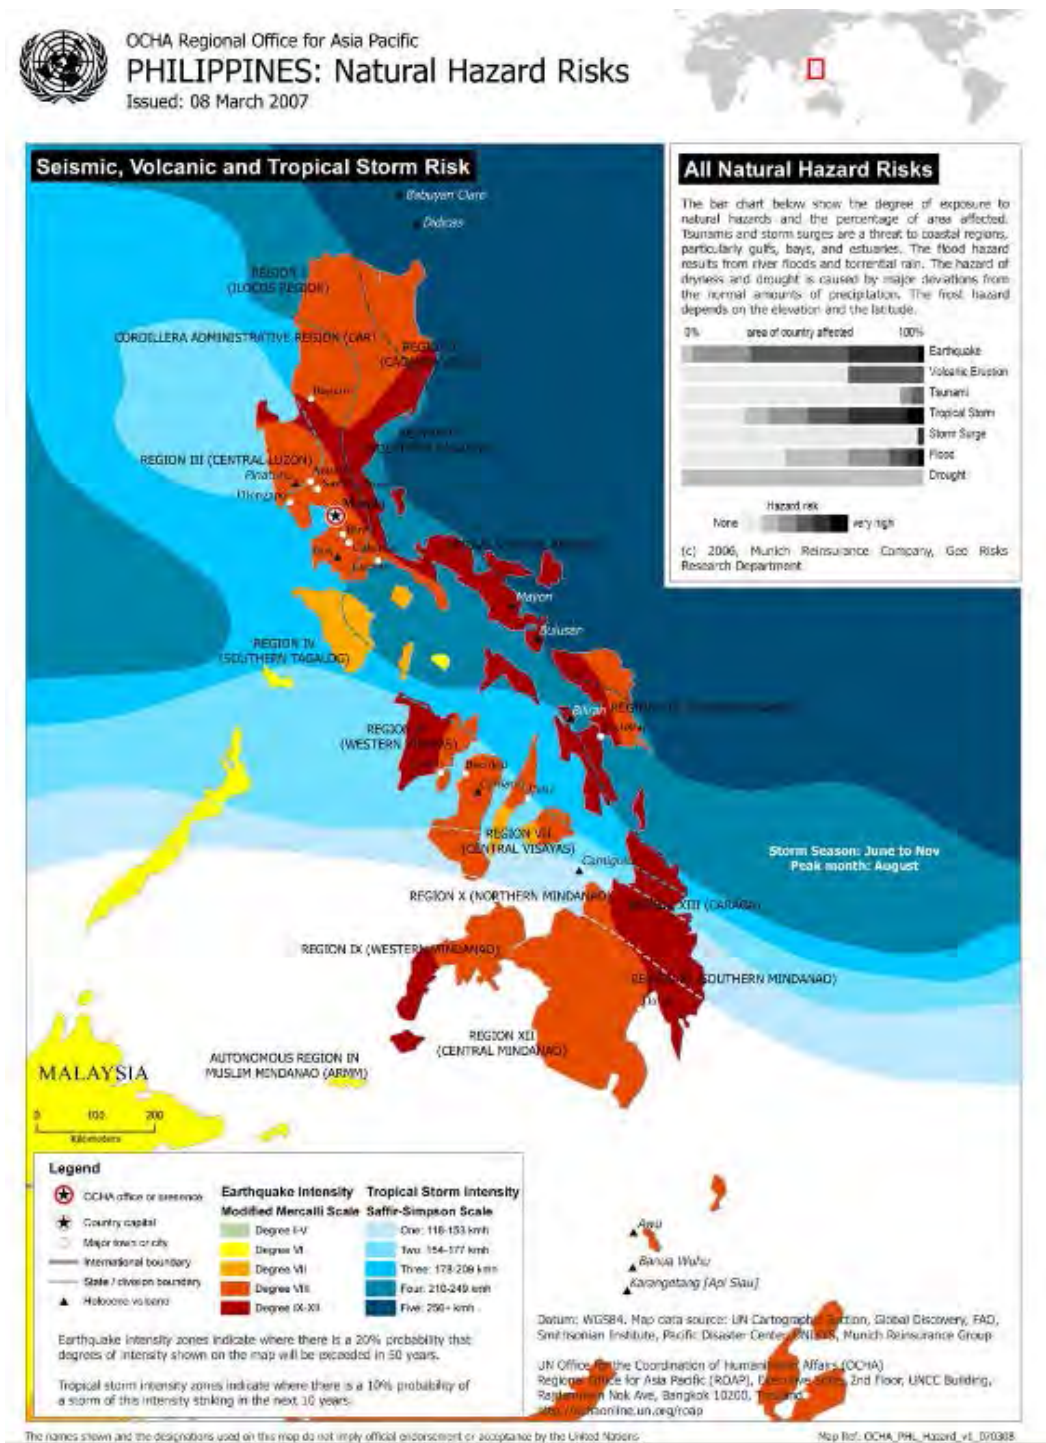 OCHA Regional Office for Asia Pacific
PHILIPPINES: Natural Hazard Risks
Issued: 08 March 2007
Seismic, Volcanic and Tropical Storm Risk
Babuyan Claro
Didicas
REGION I
(ILOCOS REGION)
CORDILLERA ADMINISTRATIVE REGION (CAR)
REGION III (CENTRAL LUZON)
Pinatubo
Olongapo
Mayon
Bulusan
REGION IV
(SOUTHERN TAGALOG)
Biliran
REGION
(WESTERN
REGION VII
(CENTRAL VISAYAS)
Camiguin
REGION X (NORTHERN MINDANAO)
XIII (CARAGA)
REGION IX (WESTERN MINDANAO)
(SOUTHERN MINDANAO)
REGION XII
(CENTRAL MINDANAO)
AUTONOMOUS REGION IN
MUSLIM MINDANAO (ARMM)
MALAYSIA
0 100 200
Kilometers
Storm Season: June to Nov
Peak month: August
Awu
Banua Wuhu
Karangetang [Api Siau]
All Natural Hazard Risks
The bar chart below show the degree of exposure to
natural hazards and the percentage of area affected.
Tsunamis and storm surges are a threat to coastal regions,
particularly gulfs, bays, and estuaries. The flood hazard
results from river floods and torrential rain. The hazard of
dryness and drought is caused by major deviations from
the normal amounts of precipitation. The frost hazard
depends on the elevation and the latitude.
0% area of country affected 100%
Earthquake
Volcanic Eruption
Tsunami
Tropical Storm
Storm Surge
Flood
Drought
Hazard risk
None very high
(c) 2006, Munich Reinsurance Company, Geo Risks
Research Department
Legend
OCHA office or presence
Country capital
Major town or city
International boundary
State / division boundary
Holocene volcano
Earthquake Intensity
Modified Mercalli Scale
Degree I-V
Degree VI
Degree VII
Degree VIII
Degree IX-XII
Tropical Storm Intensity
Saffir-Simpson Scale
One: 118-153 kmh
Two: 154-177 kmh
Three: 178-209 kmh
Four: 210-249 kmh
Five: 250+ kmh
Earthquake intensity zones indicate where there is a 20% probability that
degrees of intensity shown on the map will be exceeded in 50 years.
Tropical storm intensity zones indicate where there is a 10% probability of
a storm of this intensity striking in the next 10 years.
Datum: WGS84. Map data source: UN Cartographic Section, Global Discovery, FAO,
Smithsonian Institute, Pacific Disaster Center, UNISYS, Munich Reinsurance Group
UN Office for the Coordination of Humanitarian Affairs (OCHA)
Regional Office for Asia Pacific (ROAP), Executive Suite, 2nd Floor, UNCC Building,
Rajdamnern Nok Ave, Bangkok 10200, Thailand
http://ochaonline.un.org/roap
The names shown and the designations used on this map do not imply official endorsement or acceptance by the United Nations
Map Ref: OCHA_PHL_Hazard_v1_070308